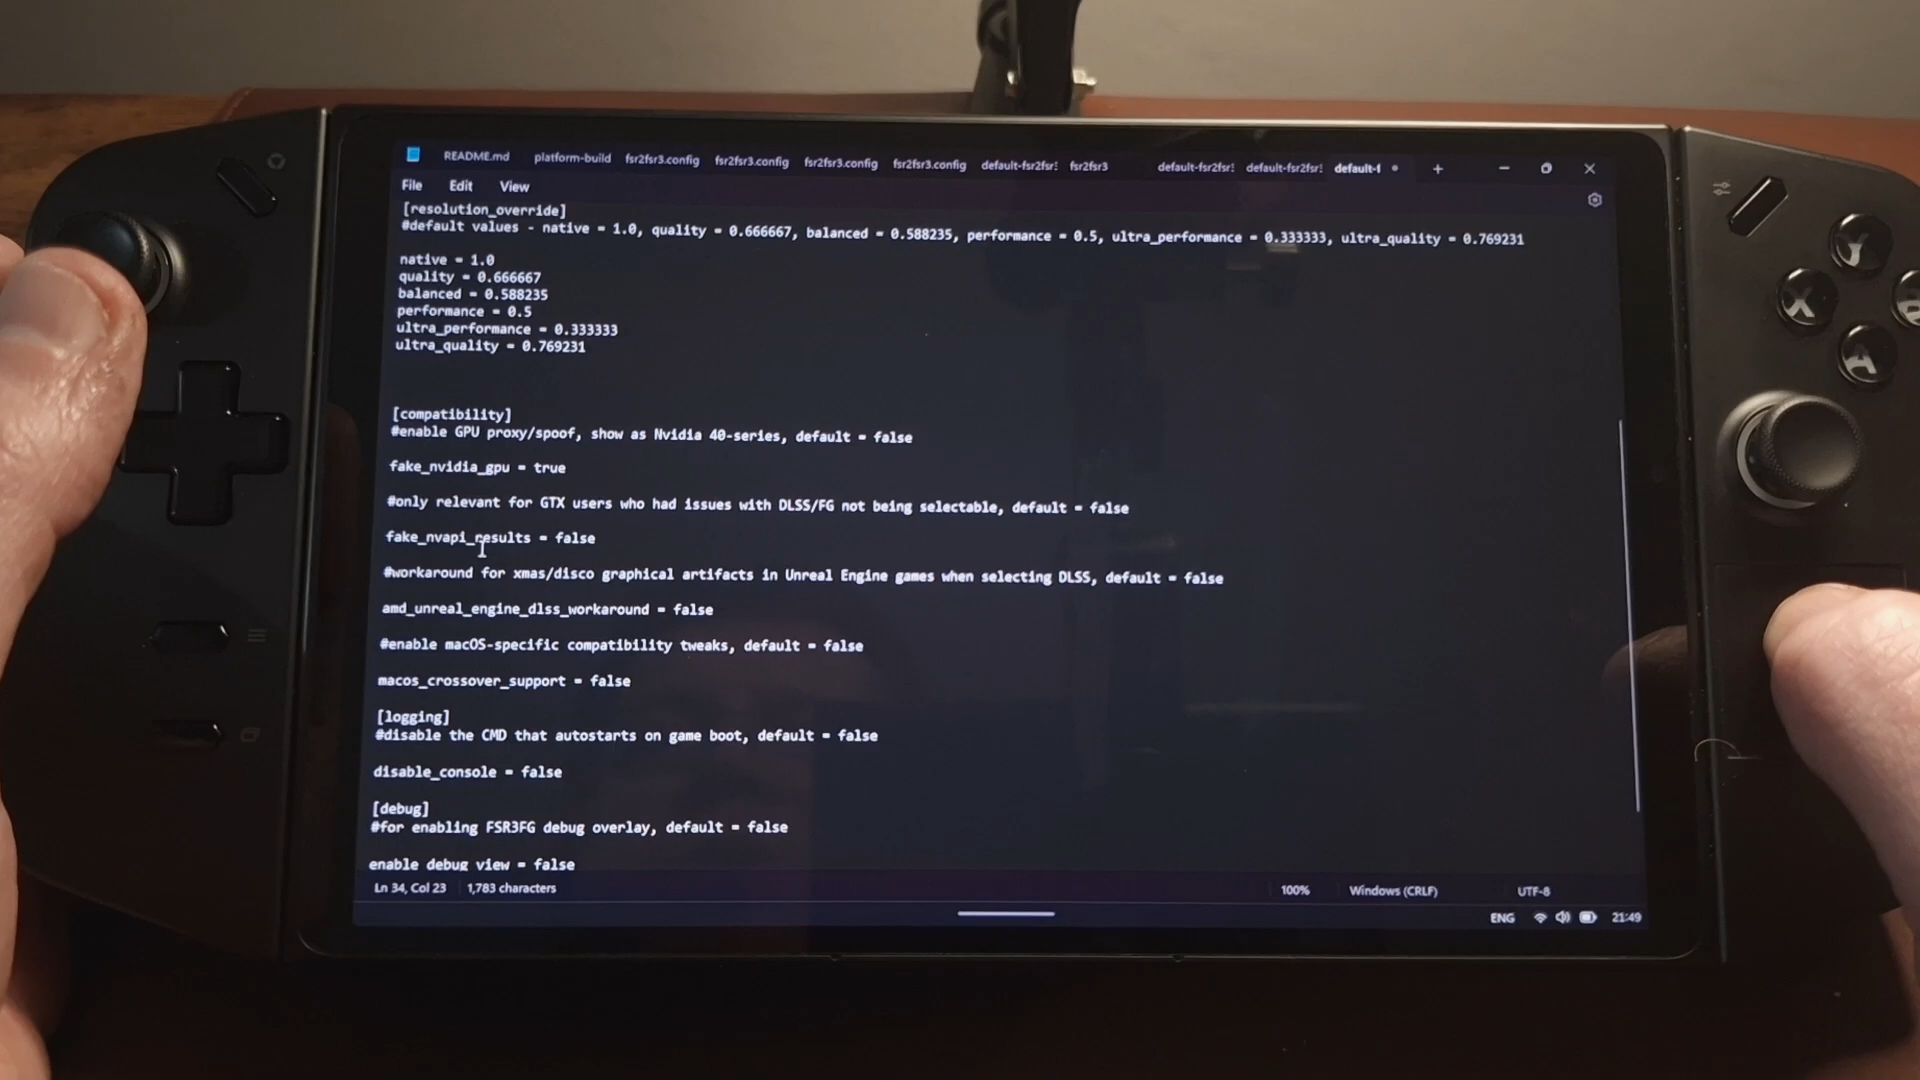 README.md platform-build fsr2fsr3.config fsr2fsr3.config fsr2fsr3.config fsr2fsr3.config default-fsr2fsr: fsr2fsr3 default-fsr2fsr: default-fsr2fsr: default-f
File Edit View
[resolution_override]
#default values - native = 1.0, quality = 0.666667, balanced = 0.588235, performance = 0.5, ultra_performance = 0.333333, ultra_quality = 0.769231
native = 1.0
quality = 0.666667
balanced = 0.588235
performance = 0.5
ultra_performance = 0.333333
ultra_quality = 0.769231
[compatibility]
#enable GPU proxy/spoof, show as Nvidia 40-series, default = false
fake_nvidia_gpu = true
#only relevant for GTX users who had issues with DLSS/FG not being selectable, default = false
fake_nvapi_results = false
#workaround for xmas/disco graphical artifacts in Unreal Engine games when selecting DLSS, default = false
amd_unreal_engine_dlss_workaround = false
#enable macOS-specific compatibility tweaks, default = false
macos_crossover_support = false
[logging]
#disable the CMD that autostarts on game boot, default = false
disable_console = false
[debug]
#for enabling FSR3FG debug overlay, default = false
enable debug view = false
Ln 34, Col 23 1,783 characters 100% Windows (CRLF) UTF-8
ENG 21:49
Y
X
A